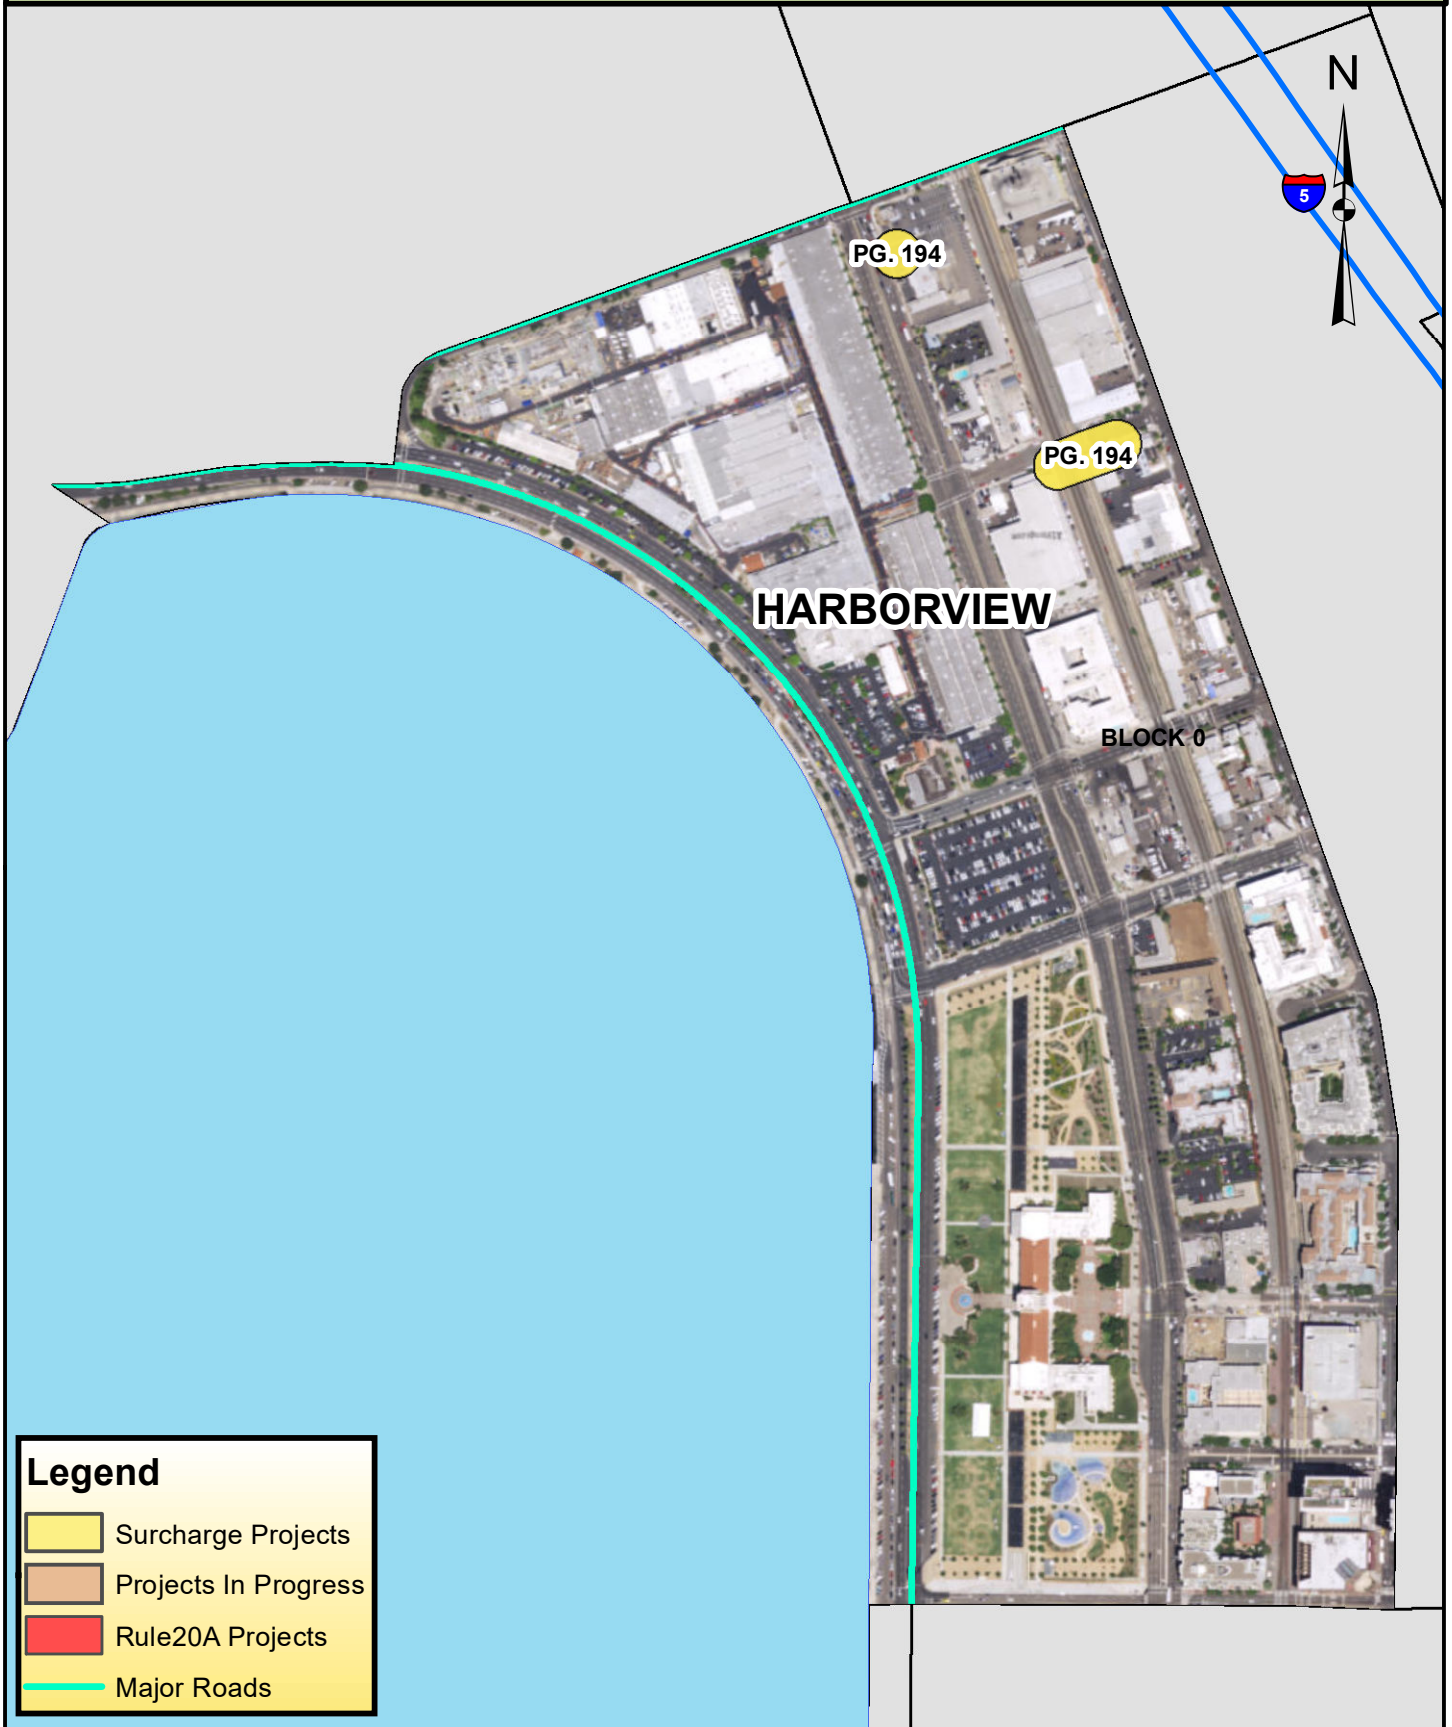 N
5
PG. 194
PG. 194
HARBORVIEW
BLOCK 0
Legend
Surcharge Projects
Projects In Progress
Rule20A Projects
Major Roads